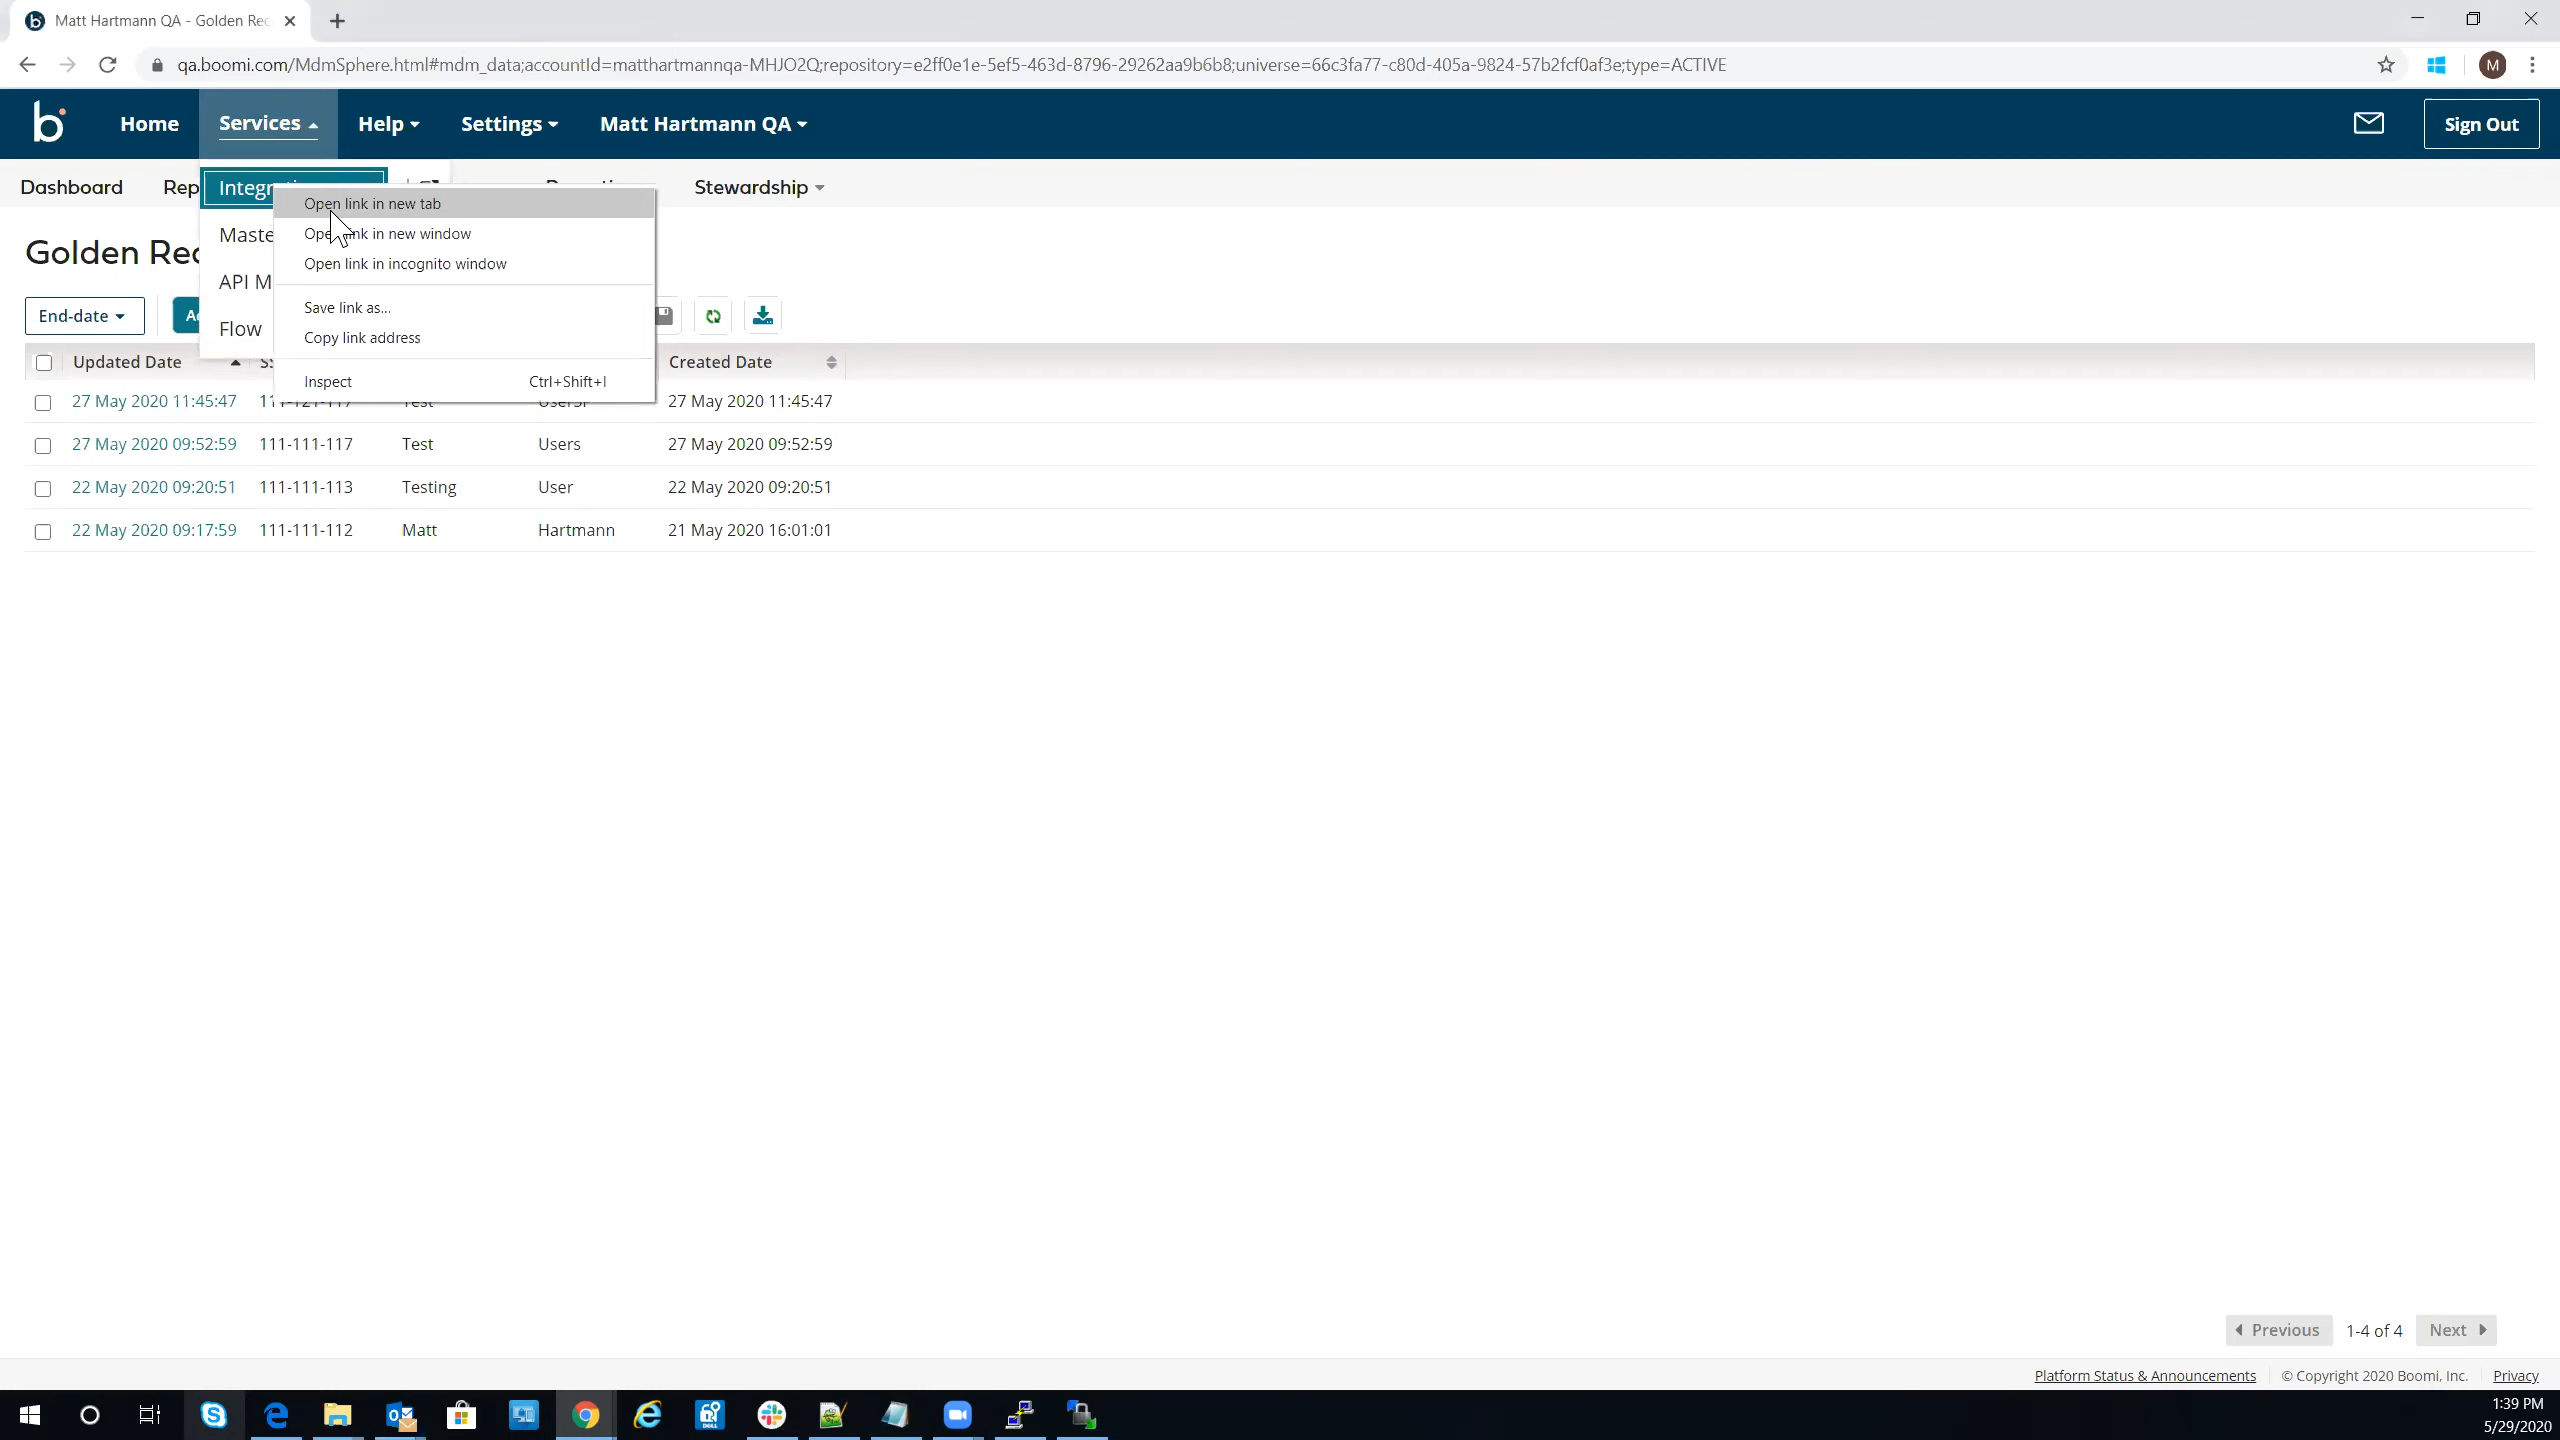 Matt Hartmann QA - Golden Rec
qa.boomi.com/MdmSphere.html#mdm_data;accountId=matthartmannqa-MHJO2Q;repository=e2ff0e1e-5ef5-463d-8796-29262aa9b6b8;universe=66c3fa77-c80d-405a-9824-57b2fcf0af3e;type=ACTIVE
M
b Home Services Help Settings Matt Hartmann QA Sign Out
Dashboard Rep Integr Stewardship
Open link in new tab
Maste Open link in new window
Golden Rec
Open link in incognito window
API M
Save link as...
End-date Flow
Copy link address
Updated Date Created Date
Inspect Ctrl+Shift+I
27 May 2020 11:45:47 27 May 2020 11:45:47
27 May 2020 09:52:59 111-111-117 Test Users 27 May 2020 09:52:59
22 May 2020 09:20:51 111-111-113 Testing User 22 May 2020 09:20:51
22 May 2020 09:17:59 111-111-112 Matt Hartmann 21 May 2020 16:01:01
Previous 1-4 of 4 Next
Platform Status & Announcements © Copyright 2020 Boomi, Inc. Privacy
1:39 PM
5/29/2020